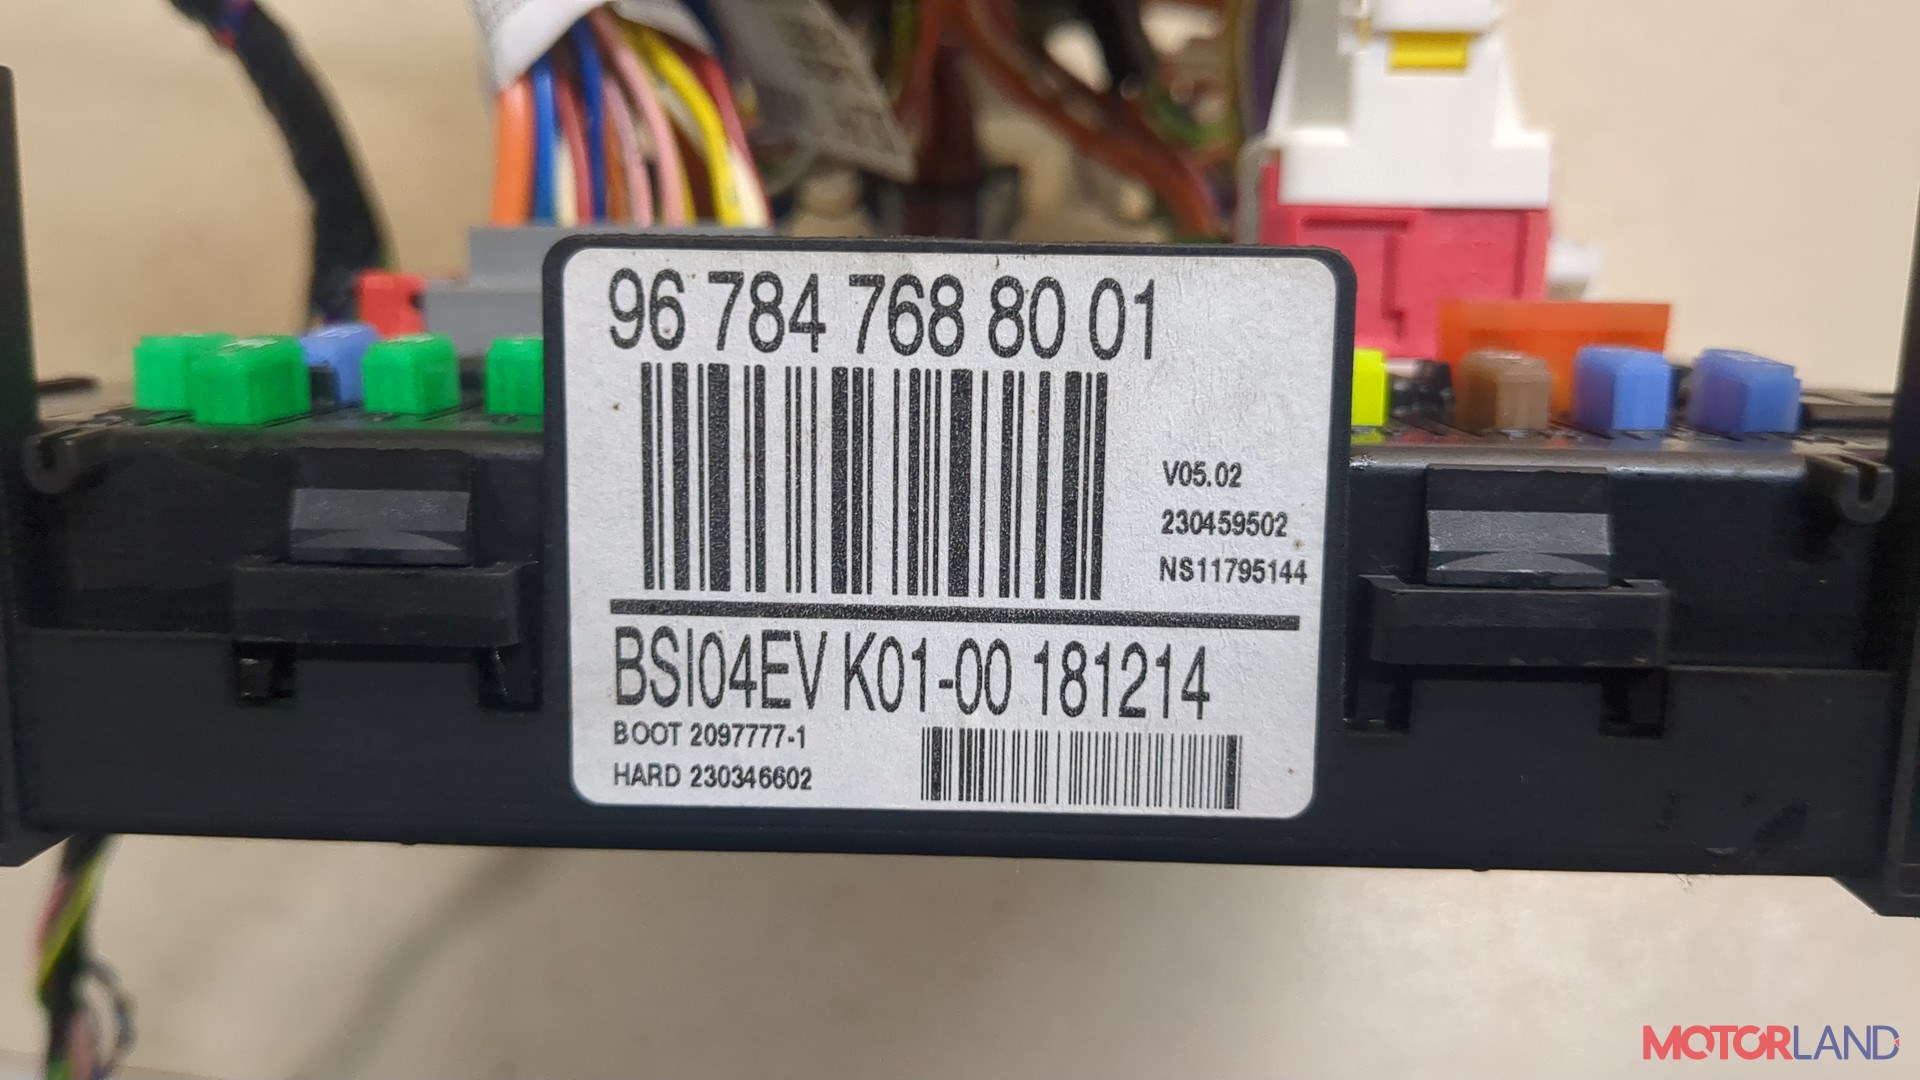 96 784 768 80 01
V05.02
230459502
NS11795144
BSI04EV K01-00 181214
BOOT 2097777-1
HARD 230346602
MOTORLAND